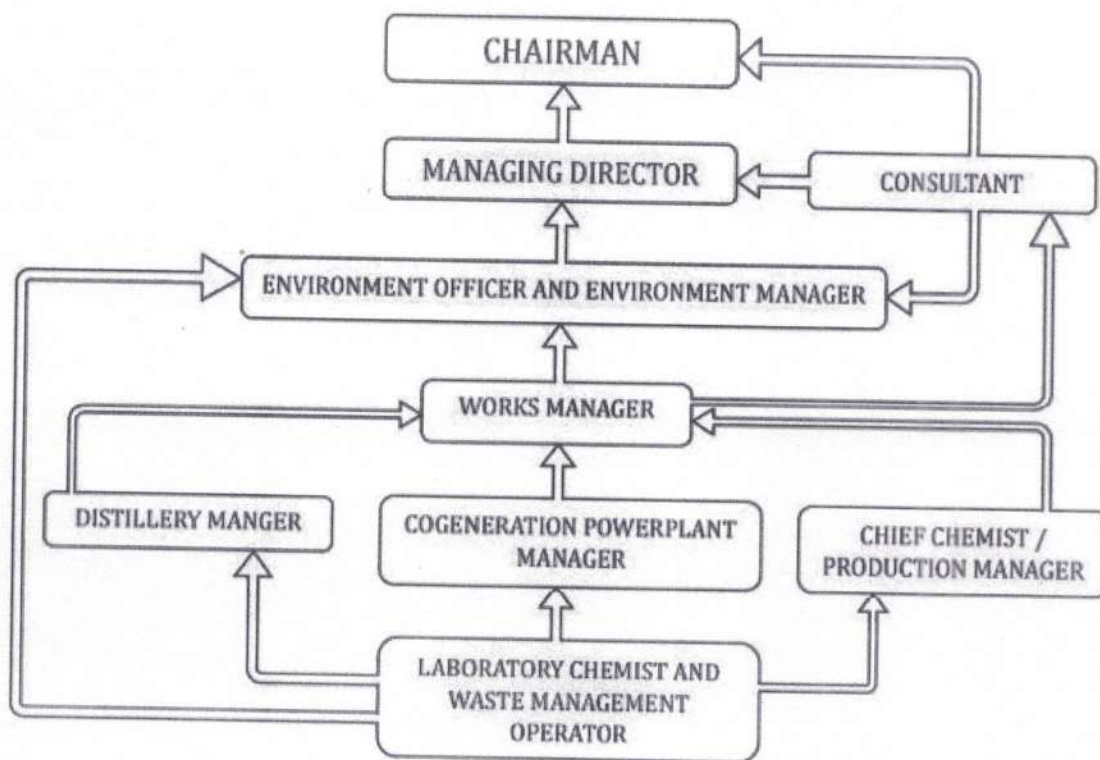 CHAIRMAN
MANAGING DIRECTOR
CONSULTANT
ENVIRONMENT OFFICER AND ENVIRONMENT MANAGER
WORKS MANAGER
DISTILLERY MANGER
COGENERATION POWERPLANT
MANAGER
CHIEF CHEMIST /
PRODUCTION MANAGER
LABORATORY CHEMIST AND
WASTE MANAGEMENT
OPERATOR